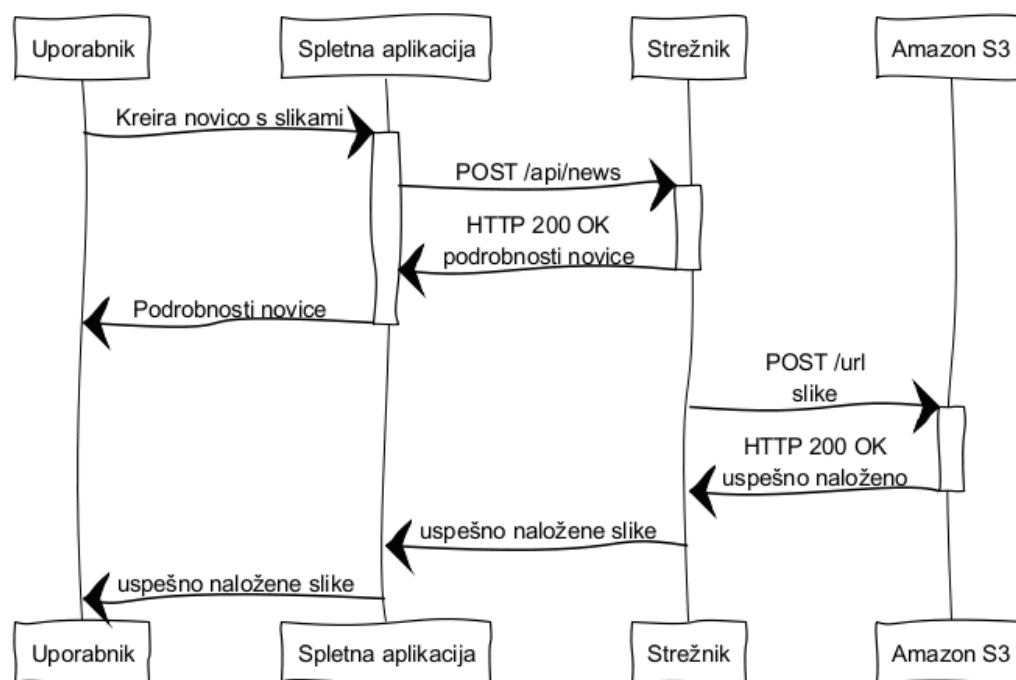 Uporabnik
Spletna aplikacija
Strežnik
Amazon S3
Kreira novico s slikami
POST /api/news
HTTP 200 OK
podrobnosti novice
Podrobnosti novice
POST /url
slike
HTTP 200 OK
uspešno naloženo
uspešno naložene slike
uspešno naložene slike
Uporabnik
Spletna aplikacija
Strežnik
Amazon S3